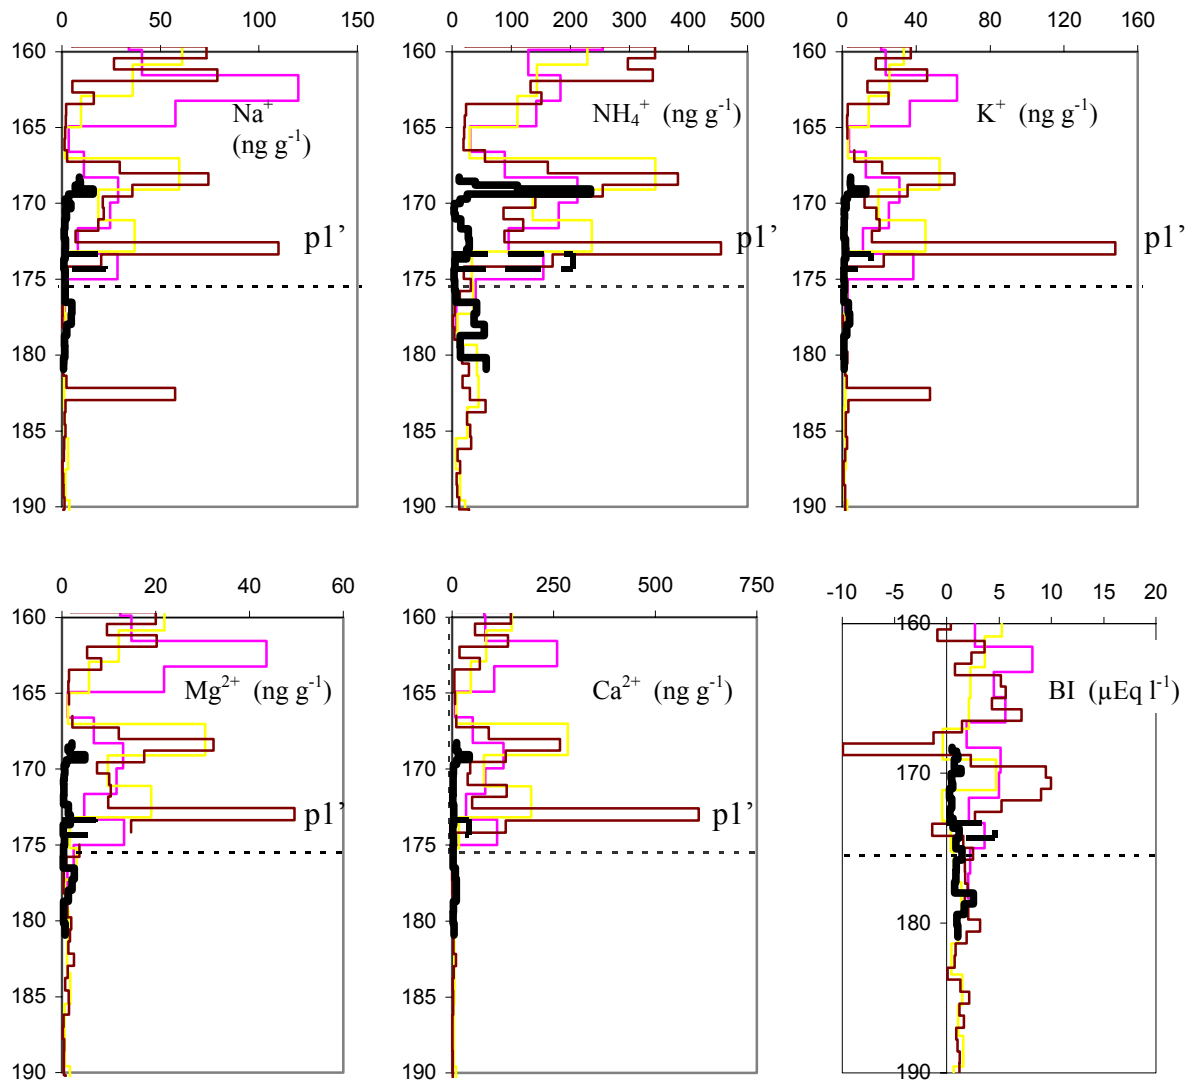 0 50 100 150
160
165
170
175
180
185
190
Na⁺
(ng g⁻¹)
p1’
0 100 200 300 400 500
160
165
170
175
180
185
190
NH₄⁺ (ng g⁻¹)
p1’
0 40 80 120 160
160
165
170
175
180
185
190
K⁺ (ng g⁻¹)
p1’
0 20 40 60
160
165
170
175
180
185
190
Mg²⁺ (ng g⁻¹)
p1’
0 250 500 750
160
165
170
175
180
185
190
Ca²⁺ (ng g⁻¹)
p1’
-10 -5 0 5 10 15 20
160
170
180
190
BI (µEq l⁻¹)